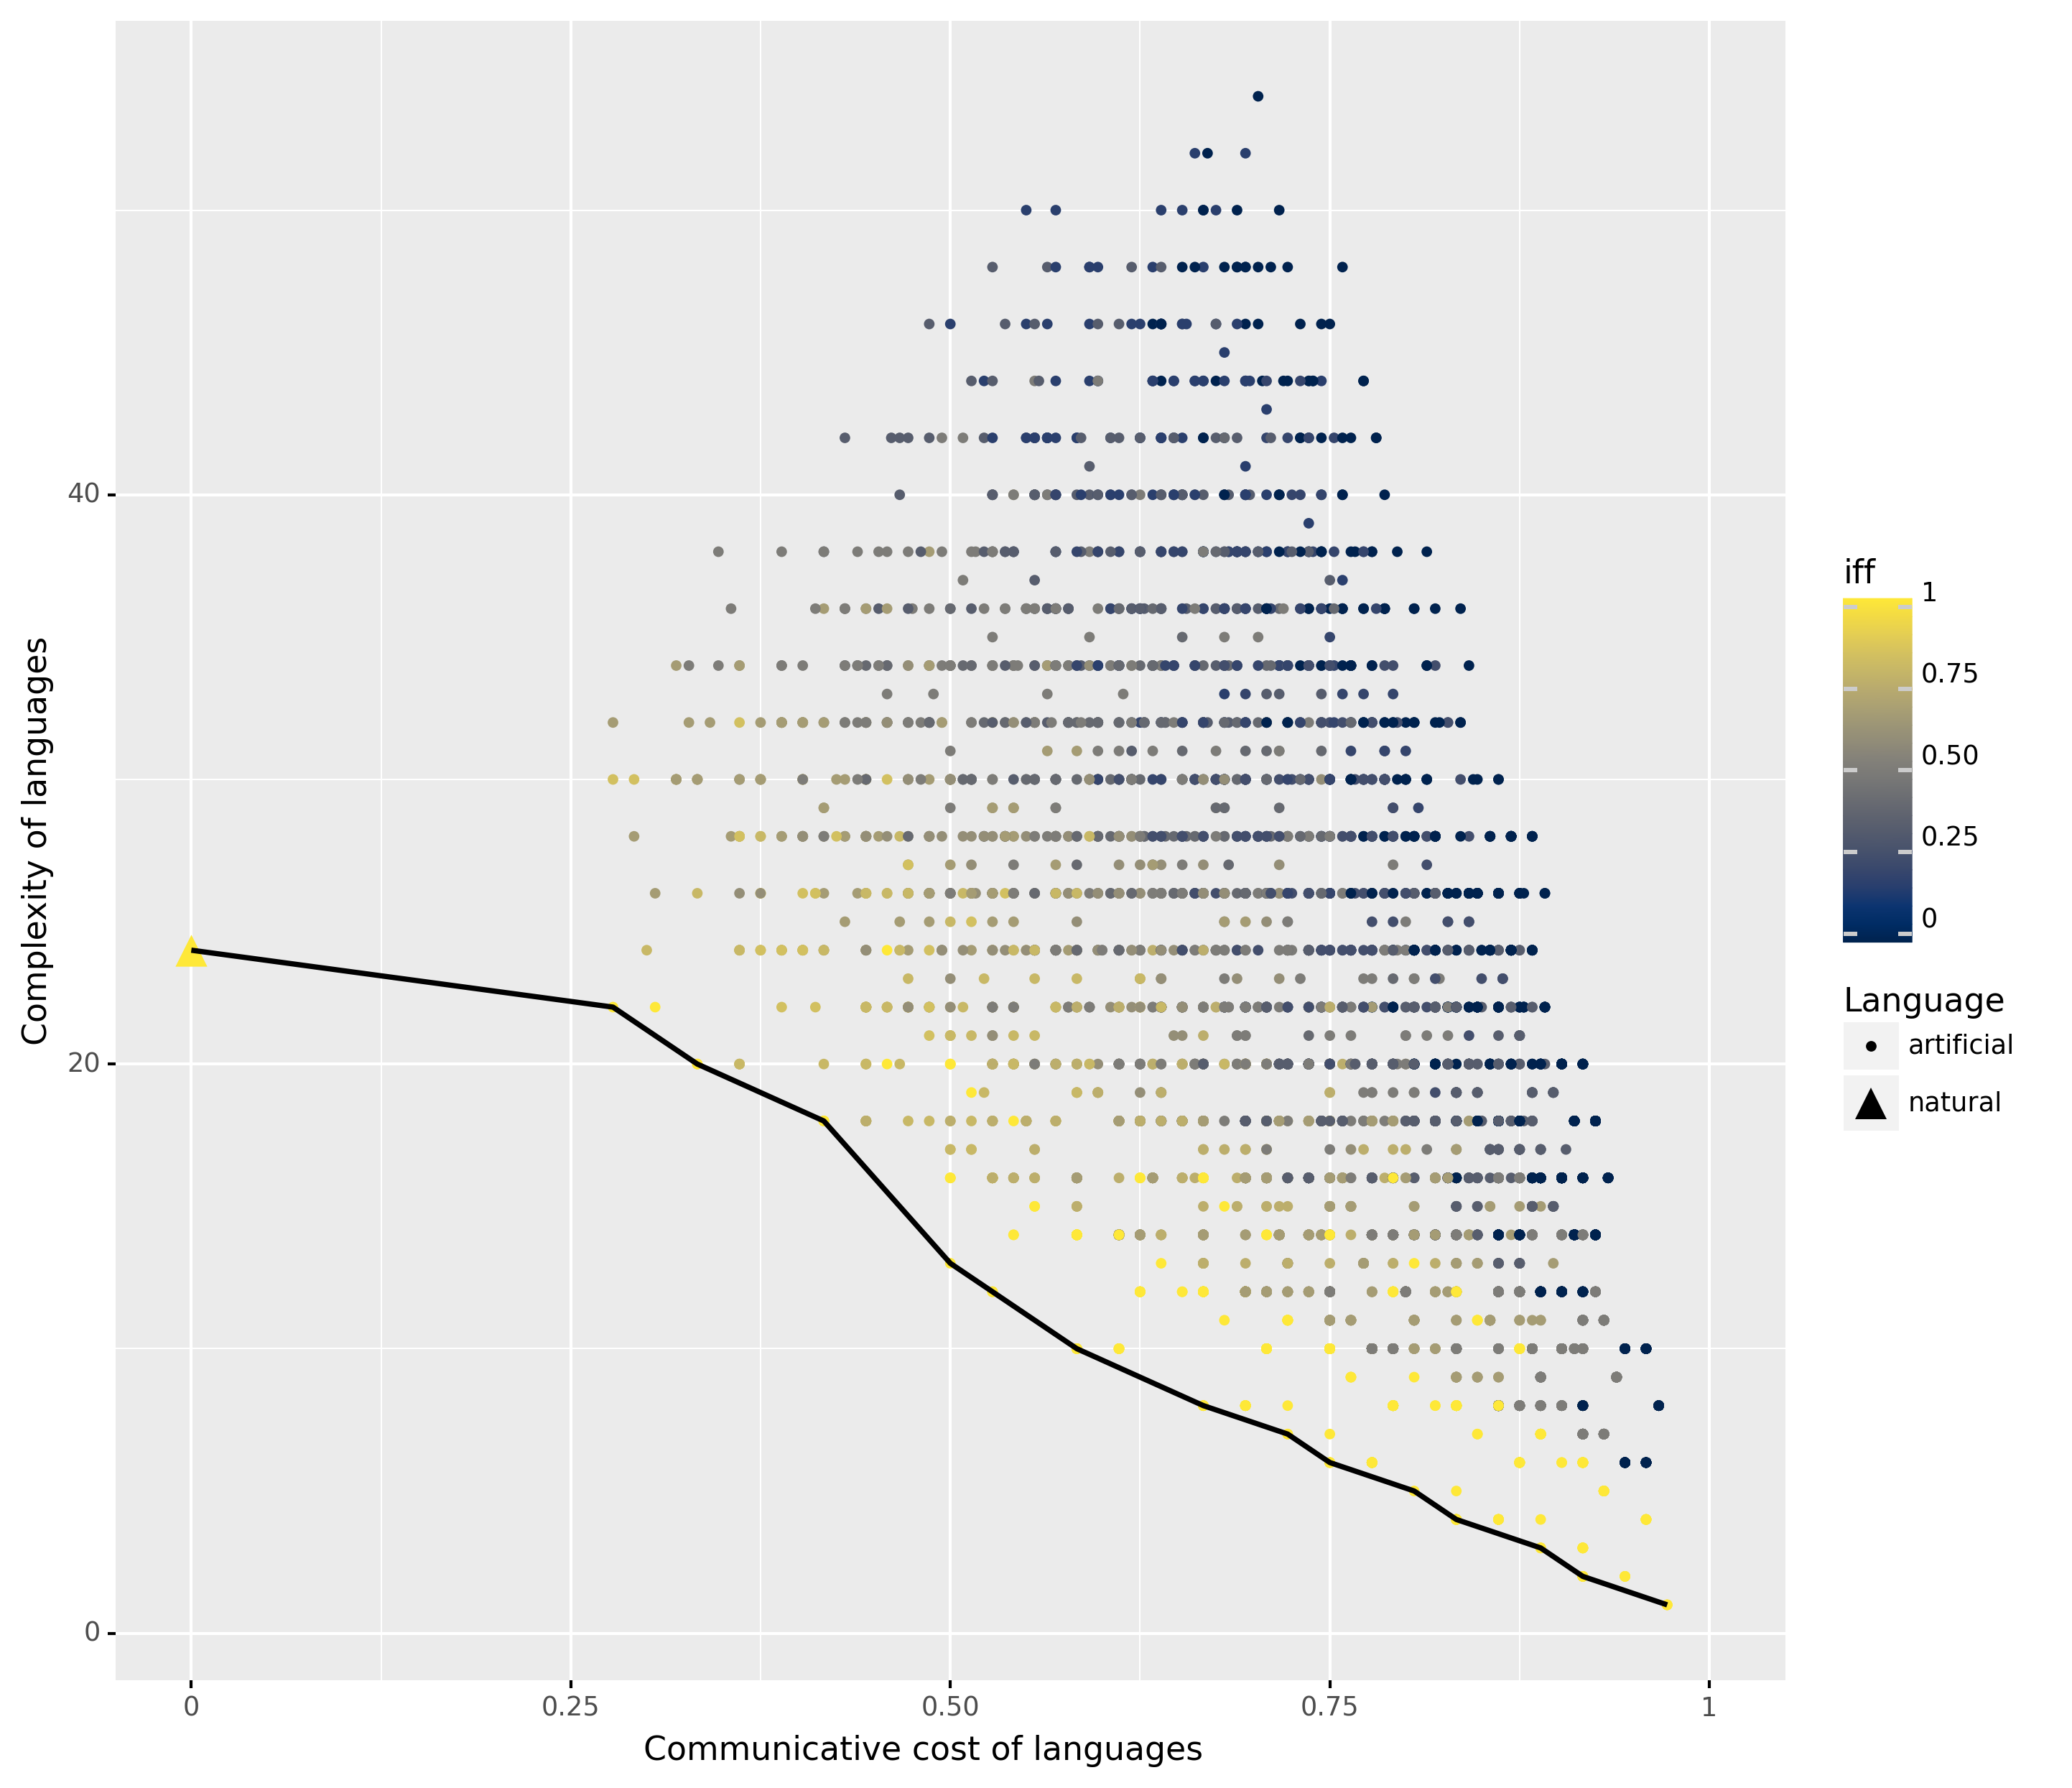 Complexity of languages
40
20
0
0
0.25
0.50
0.75
1
Communicative cost of languages
iff
1
0.75
0.50
0.25
0
Language
artificial
natural